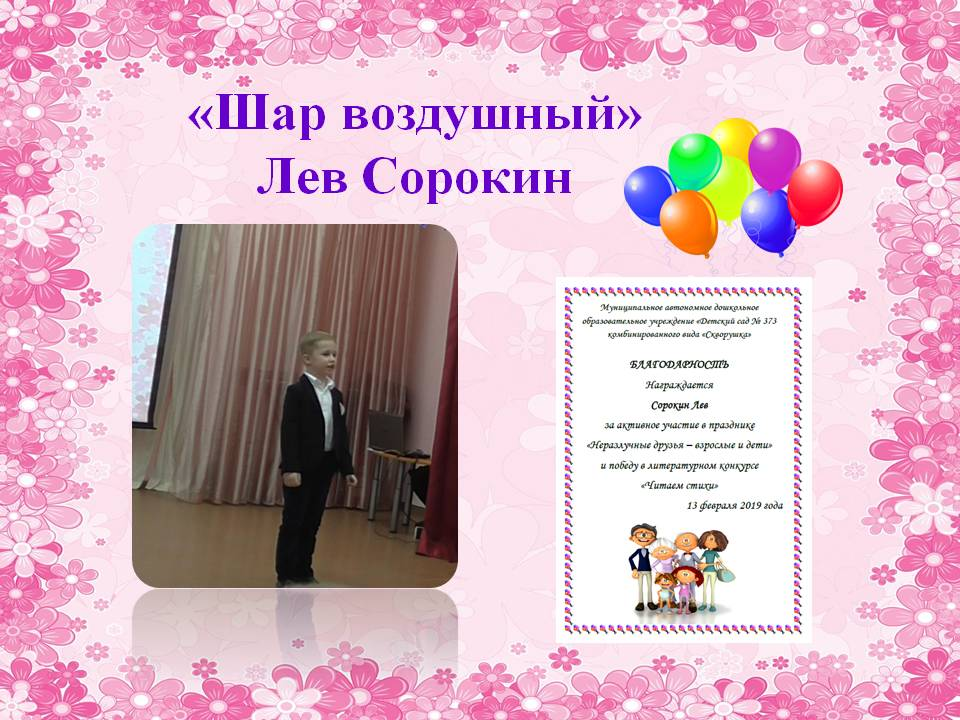 «Шар воздушный»
Лев Сорокин
Муниципальное автономное дошкольное
образовательное учреждение «Детский сад № 373
комбинированного вида «Скворушка»
БЛАГОДАРНОСТЬ
Награждается
Сорокин Лев
за активное участие в празднике
«Неразлучные друзья – взрослые и дети»
и победу в литературном конкурсе
«Читаем стихи»
13 февраля 2019 года